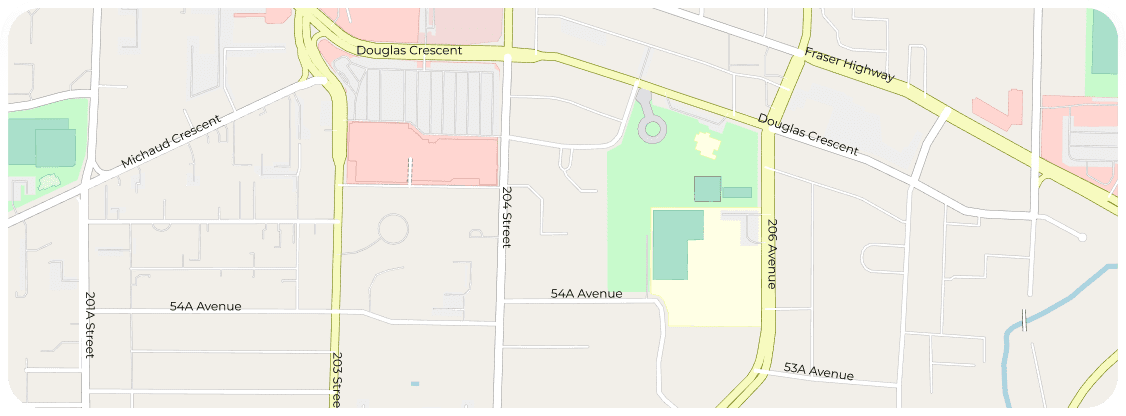 Douglas Crescent
Fraser Highway
Michaud Crescent
Douglas Crescent
204 Street
206 Avenue
54A Avenue
54A Avenue
201A Street
203 Stree
53A Avenue